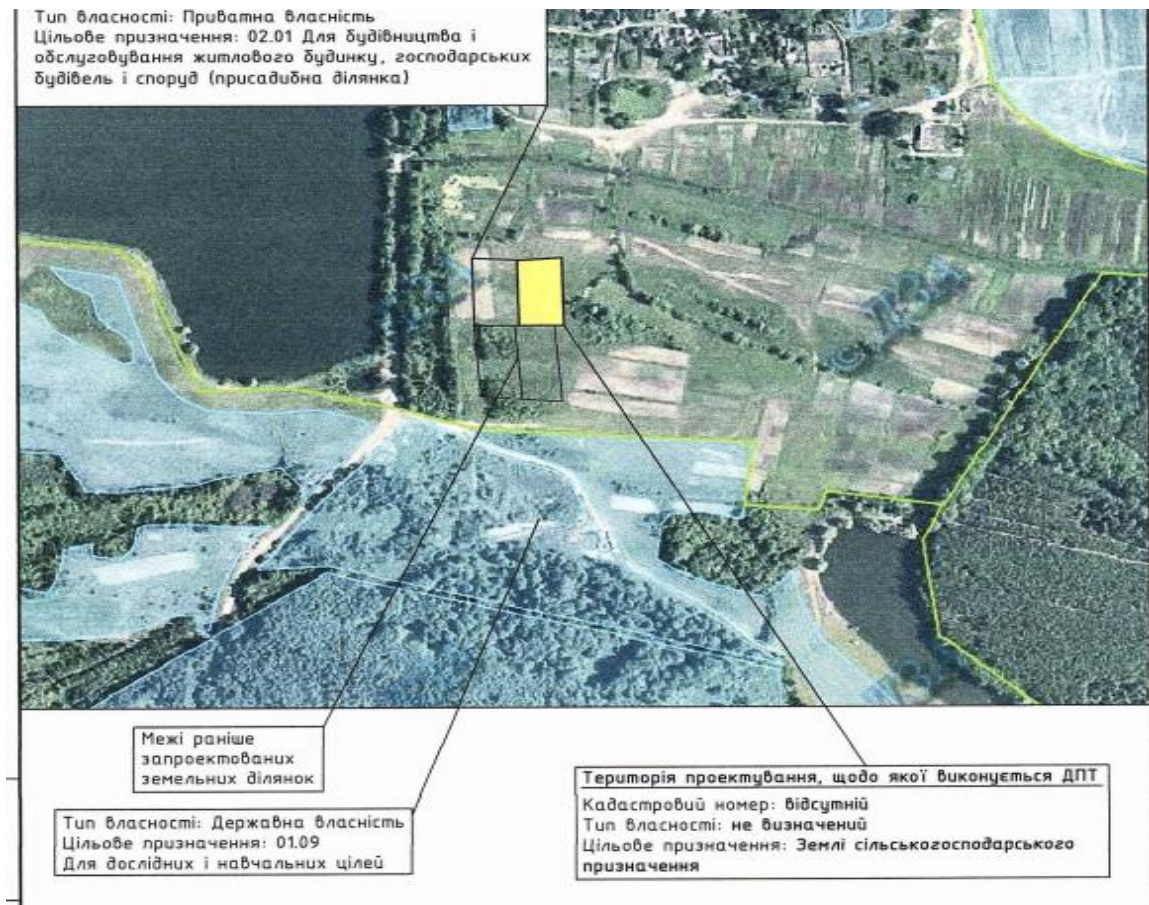 Тип власності: Приватна власність
Цільове призначення: 02.01 Для будівництва і
обслуговування житлового будинку, господарських
будівель і споруд (присадибна ділянка)
Межі раніше
запроектованих
земельних ділянок
Тип власності: Державна власність
Цільове призначення: 01.09
Для дослідних і навчальних цілей
Територія проектування, щодо якої виконується ДПТ
Кадастровий номер: відсутній
Тип власності: не визначений
Цільове призначення: Землі сільськогосподарського
призначення